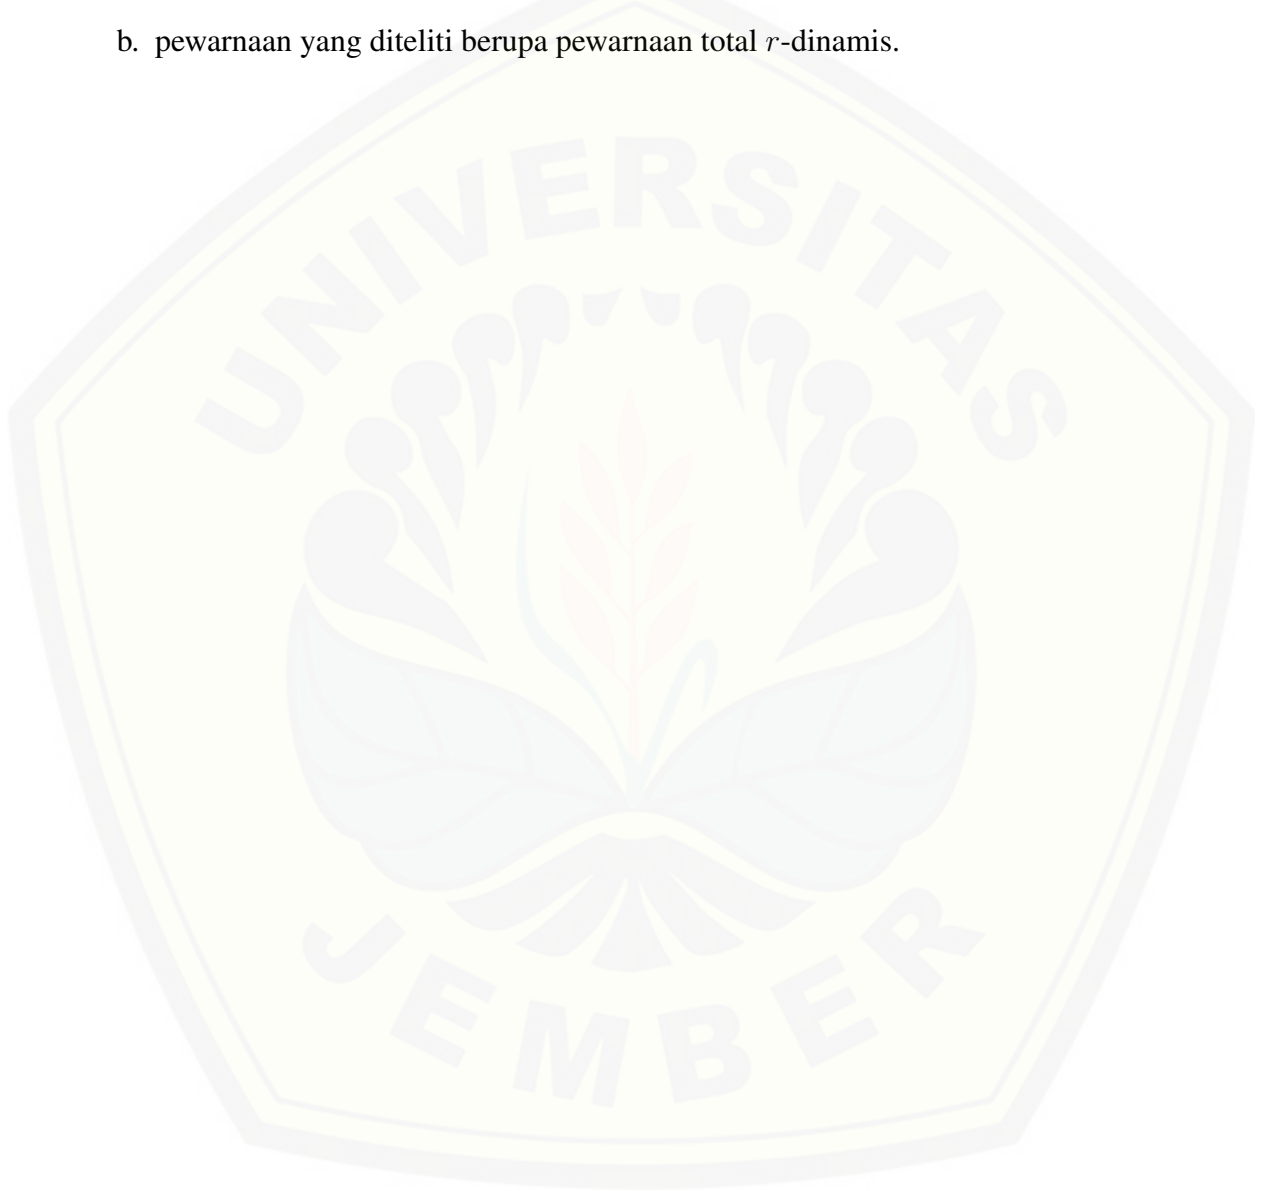 b. pewarnaan yang diteliti berupa pewarnaan total r-dinamis.
UNIVERSITAS
JEMBER